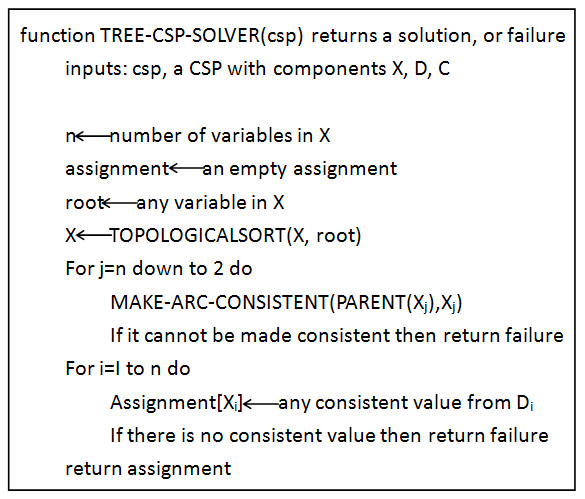 function TREE-CSP-SOLVER(csp) returns a solution, or failure
inputs: csp, a CSP with components X, D, C
n←number of variables in X
assignment←an empty assignment
root←any variable in X
X←TOPOLOGICALSORT(X, root)
For j=n down to 2 do
MAKE-ARC-CONSISTENT(PARENT(Xⱼ),Xⱼ)
If it cannot be made consistent then return failure
For i=I to n do
Assignment[Xᵢ]←any consistent value from Dᵢ
If there is no consistent value then return failure
return assignment